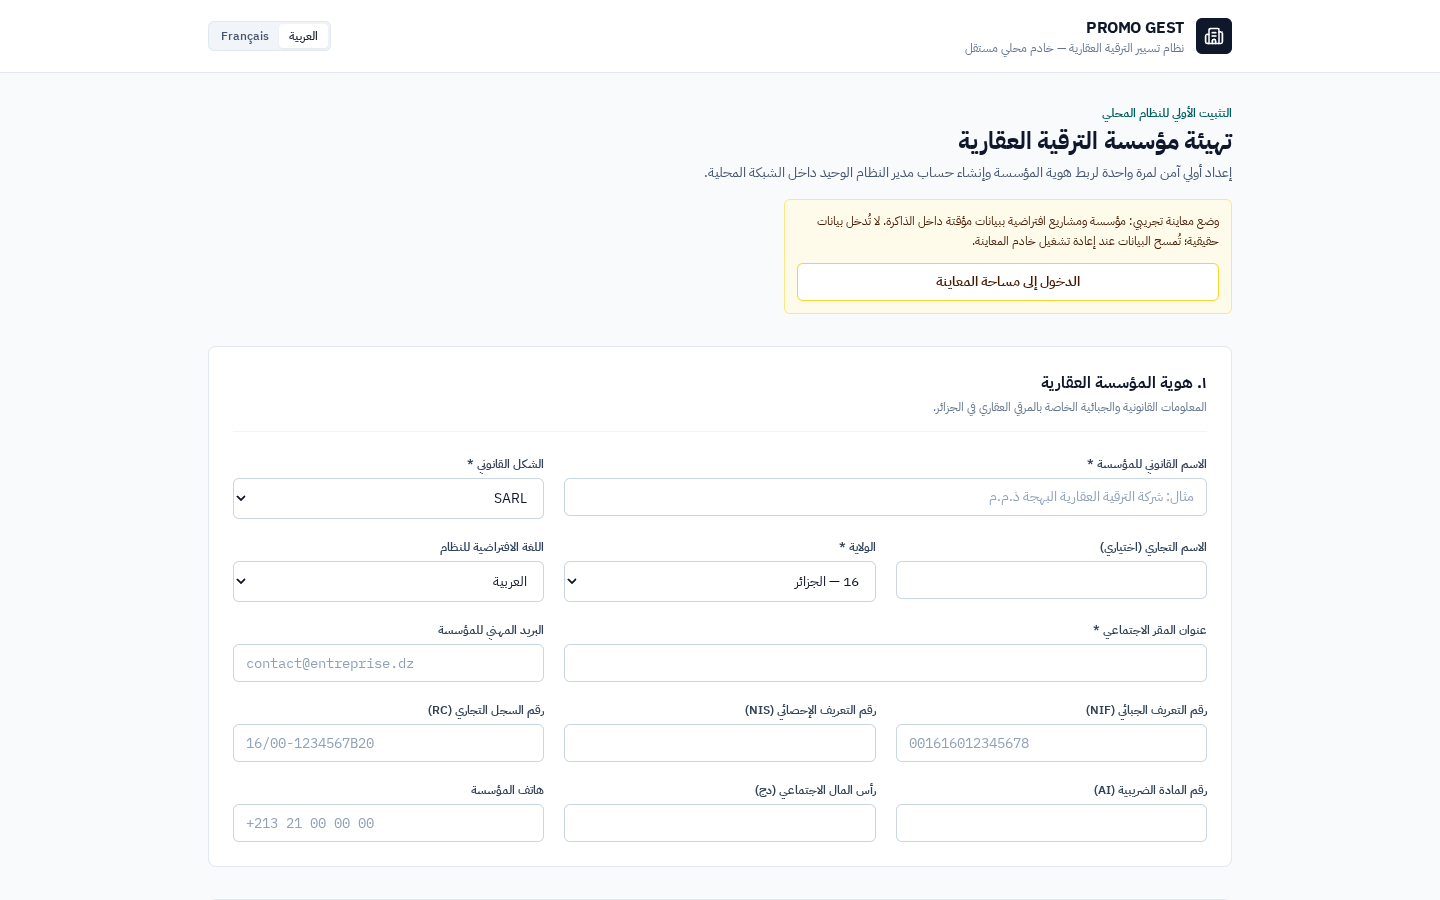 PROMO GEST
نظام تسيير الترقية العقارية — خادم محلي مستقل
العربية
Français
التثبيت الأولي للنظام المحلي
تهيئة مؤسسة الترقية العقارية
إعداد أولي آمن لمرة واحدة لربط هوية المؤسسة وإنشاء حساب مدير النظام الوحيد داخل الشبكة المحلية.
وضع معاينة تجريبي: مؤسسة ومشاريع افتراضية ببيانات مؤقتة داخل الذاكرة. لا تُدخل بيانات
حقيقية؛ تُمسح البيانات عند إعادة تشغيل خادم المعاينة.
الدخول إلى مساحة المعاينة
١. هوية المؤسسة العقارية
المعلومات القانونية والجبائية الخاصة بالمرقي العقاري في الجزائر.
الاسم القانوني للمؤسسة *
الشكل القانوني *
مثال: شركة الترقية العقارية البهجة ذ.م.م
SARL
الاسم التجاري (اختياري)
الولاية *
اللغة الافتراضية للنظام
16 — الجزائر
العربية
عنوان المقر الاجتماعي *
البريد المهني للمؤسسة
contact@entreprise.dz
رقم التعريف الجبائي (NIF)
رقم التعريف الإحصائي (NIS)
رقم السجل التجاري (RC)
001616012345678
16/00-1234567B20
رقم المادة الضريبية (AI)
رأس المال الاجتماعي (دج)
هاتف المؤسسة
+213 21 00 00 00